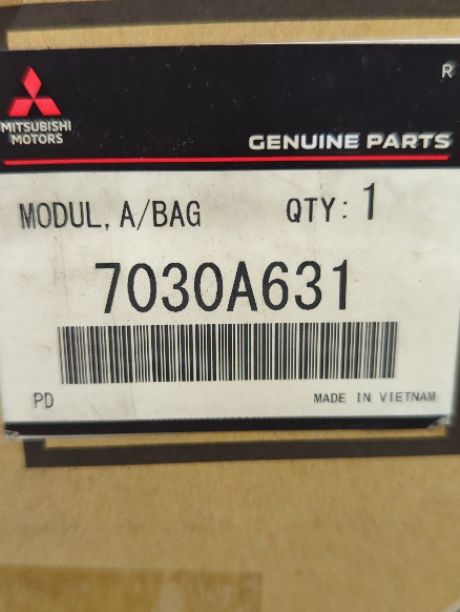 R
MITSUBISHI
MOTORS
GENUINE PARTS
MODUL, A/BAG QTY: 1
7030A631
PD MADE IN VIETNAM